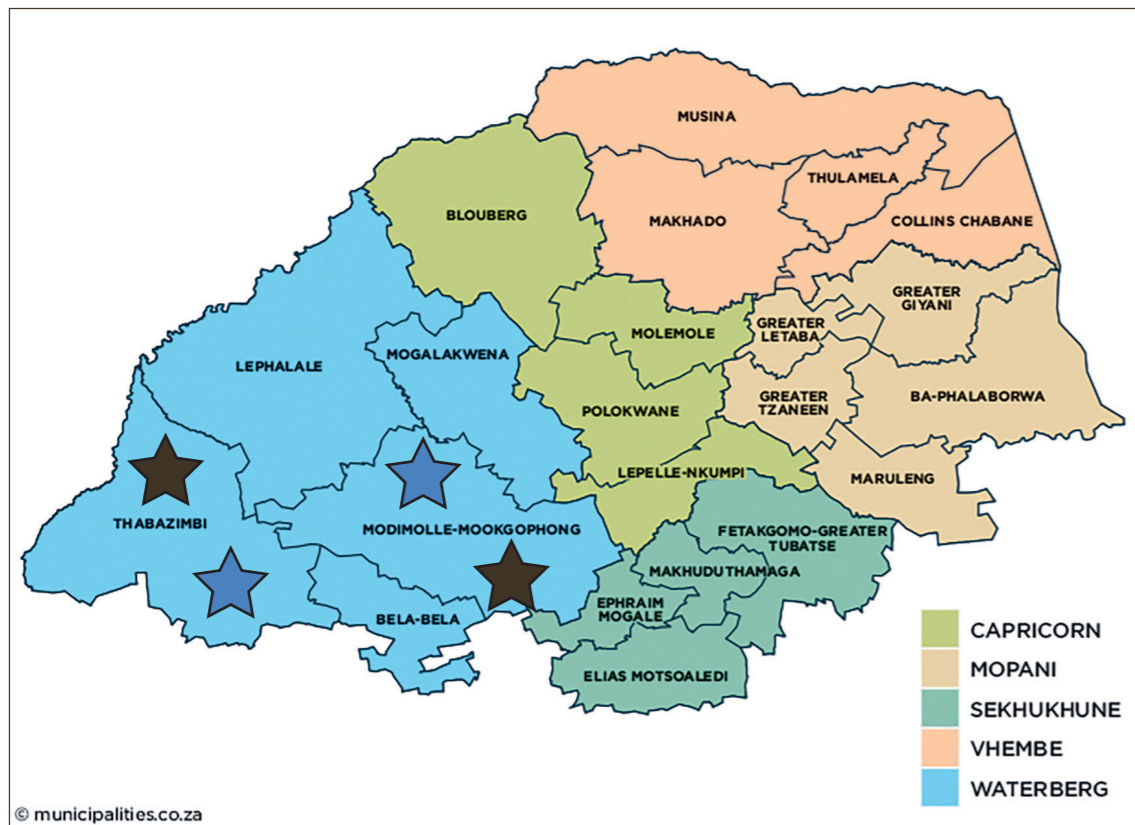 MUSINA
THULAMELA
BLOUBERG
MAKHADO
COLLINS CHABANE
GREATER
GIYANI
MOLEMOLE
GREATER
LETABA
MOGALAKWENA
LEPHALALE
GREATER
TZANEEN
BA-PHALABORWA
POLOKWANE
LEPELLE-NKUMPI
MARULENG
THABAZIMBI
MODIMOLLE-MOOKGOPHONG
FETAKGOMO-GREATER
TUBATSE
MAKHUDUTHAMAGA
EPHRAIM
MOGALE
BELA-BELA
ELIAS MOTSOALEDI
CAPRICORN
MOPANI
SEKHUKHUNE
VHEMBE
WATERBERG
© municipalities.co.za